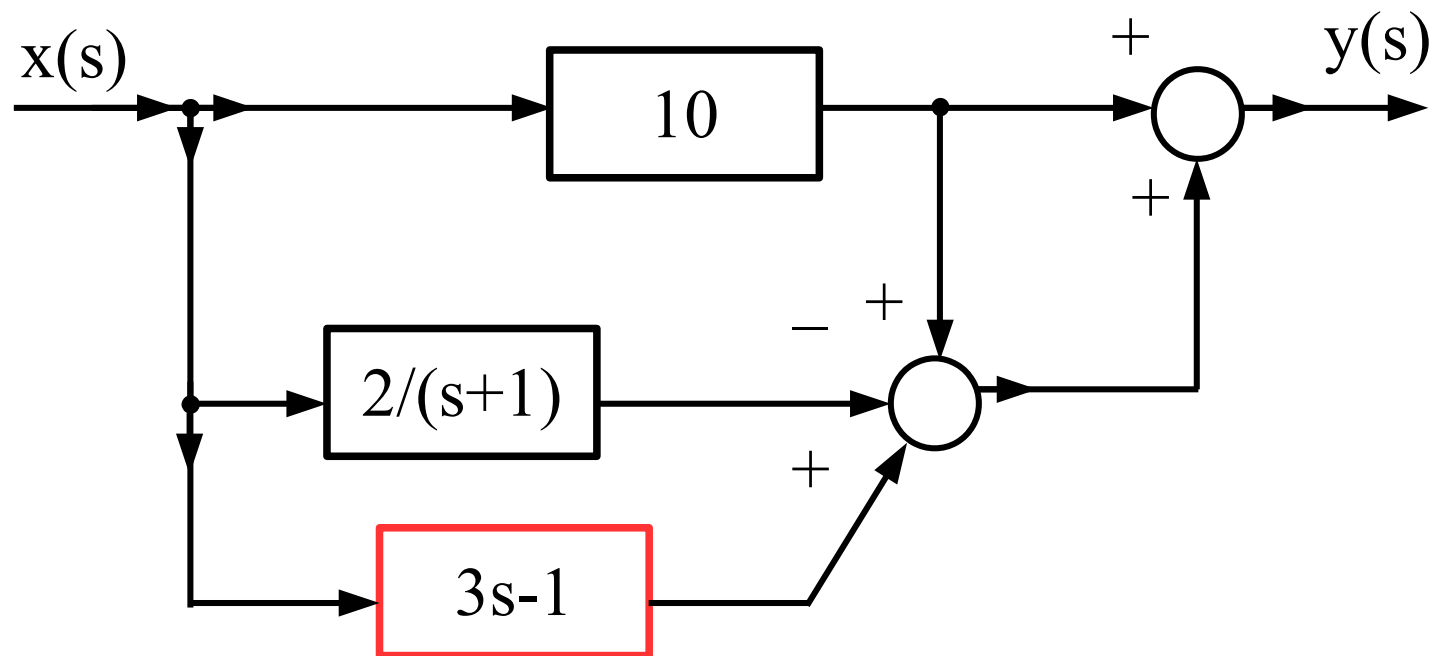 x(s)
y(s)
+
10
+
+
−
2/(s+1)
+
3s-1